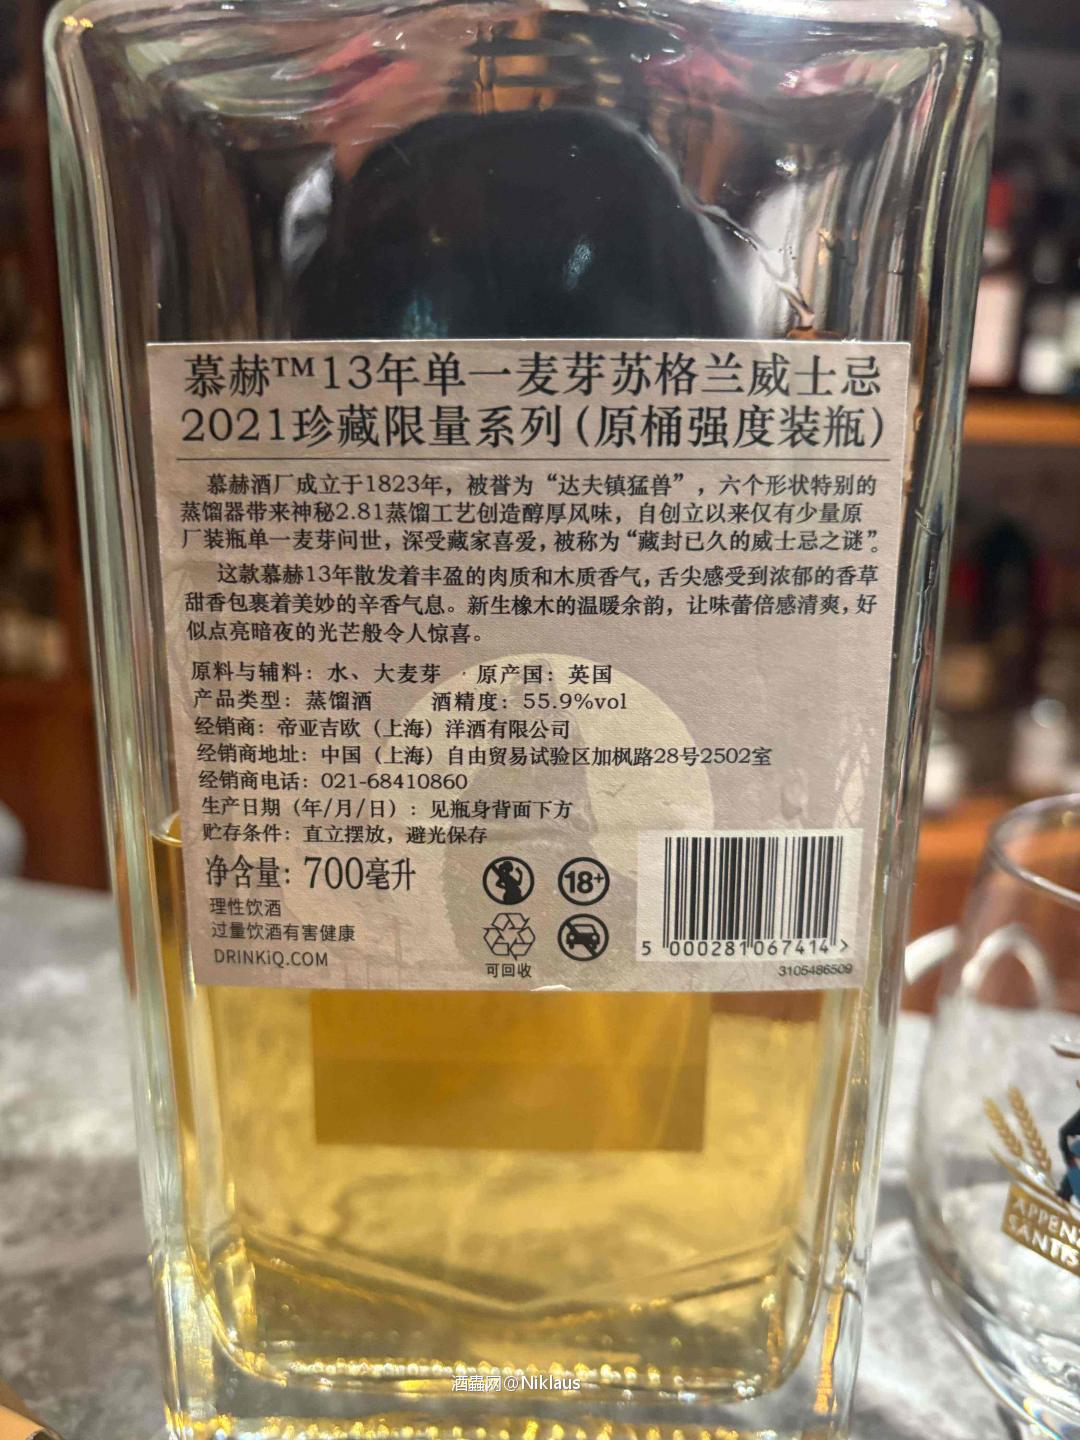 慕赫™13年单一麦芽苏格兰威士忌
2021珍藏限量系列(原桶强度装瓶)
慕赫酒厂成立于1823年，被誉为“达夫镇猛兽”，六个形状特别的
蒸馏器带来神秘2.81蒸馏工艺创造醇厚风味，自创立以来仅有少量原
厂装瓶单一麦芽问世，深受藏家喜爱，被称为“藏封已久的威士忌之谜”。
这款慕赫13年散发着丰盈的肉质和木质香气，舌尖感受到浓郁的香草
甜香包裹着美妙的辛香气息。新生橡木的温暖余韵，让味蕾倍感清爽，好
似点亮暗夜的光芒般令人惊喜。
原料与辅料：水、大麦芽 原产国：英国
产品类型：蒸馏酒 酒精度：55.9%vol
经销商：帝亚吉欧（上海）洋酒有限公司
经销商地址：中国（上海）自由贸易试验区加枫路28号2502室
经销商电话：021-68410860
生产日期（年/月/日）：见瓶身背面下方
贮存条件：直立摆放，避光保存
净含量：700毫升
18+
理性饮酒
过量饮酒有害健康
DRINKiQ.COM
可回收
5 000281 067414 >
3105486509
APPENZ
SANTIS
酒蟲网@Niklaus